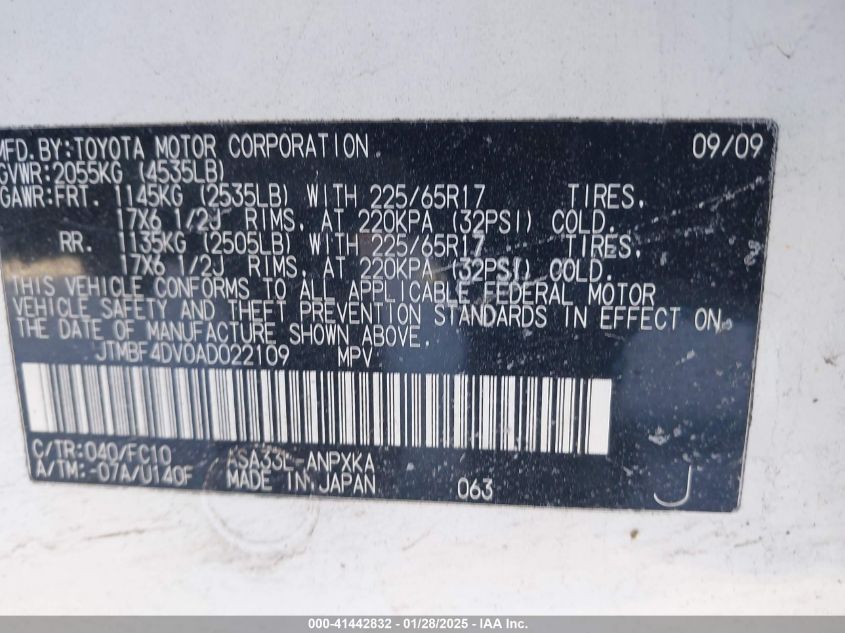 MFD.BY:TOYOTA MOTOR CORPORATION 09/09
GVWR:2055KG (4535LB)
GAWR:FRT. 1145KG (2535LB) WITH 225/65R17 TIRES,
17X6 1/2J RIMS, AT 220KPA (32PSI) COLD.
RR. 1135KG (2505LB) WITH 225/65R17 TIRES,
17X6 1/2J RIMS, AT 220KPA (32PSI) COLD.
THIS VEHICLE CONFORMS TO ALL APPLICABLE FEDERAL MOTOR
VEHICLE SAFETY AND THEFT PREVENTION STANDARDS IN EFFECT ON
THE DATE OF MANUFACTURE SHOWN ABOVE.
JTMBF4DV0AD022109 MPV
C/TR:040/FC10 ASA33L-ANPXKA
A/TM:-07A/U140F MADE IN JAPAN 063 J
000-41442832 - 01/28/2025 - IAAI.com